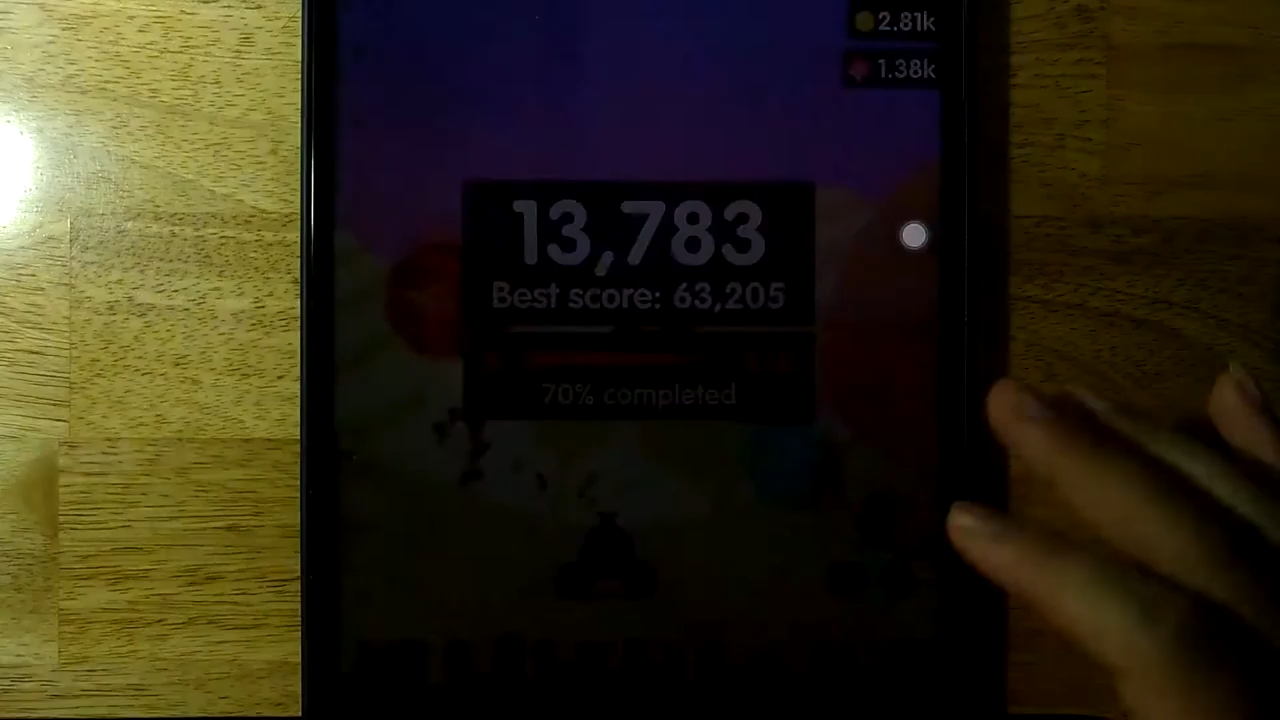 2.81k
1.38k
13,783
Best score: 63,205
70% completed